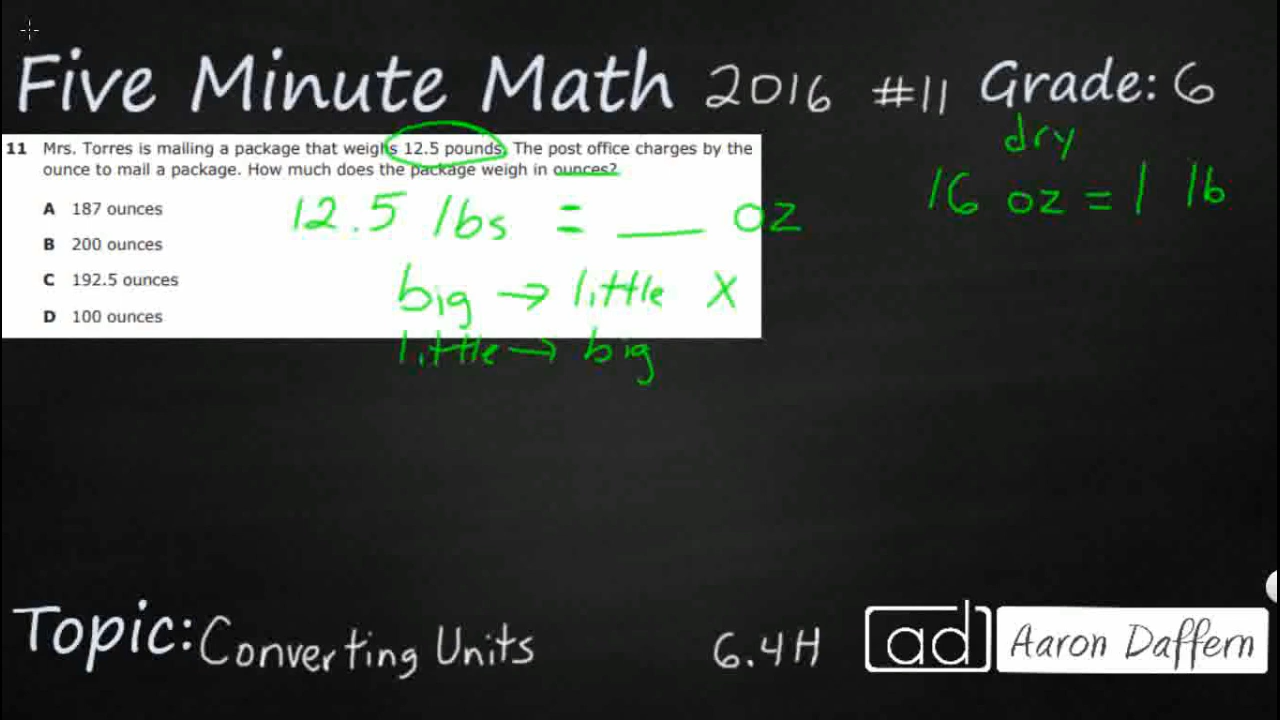 Five Minute Math 2016 #11 Grade: 6
11 Mrs. Torres is mailing a package that weighs 12.5 pounds. The post office charges by the
ounce to mail a package. How much does the package weigh in ounces?
A 187 ounces
B 200 ounces
C 192.5 ounces
D 100 ounces
12.5 lbs = ___ oz
big → little X
little → big
dry
16 oz = 1 lb
Topic: Converting Units 6.4H
ad Aaron Daffern